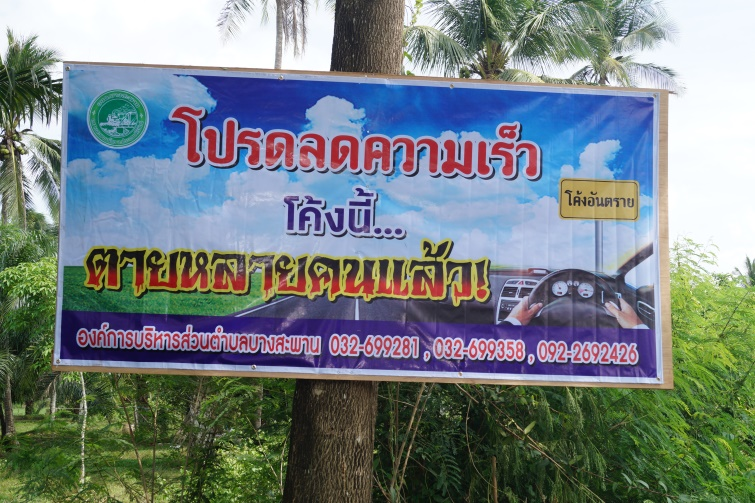 โปรดลดความเร็ว
โค้งนี้...
โค้งอันตราย
ตายหลายคนแล้ว!
องค์การบริหารส่วนตำบลบางสะพาน 032-699281 , 032-699358 , 092-2692426